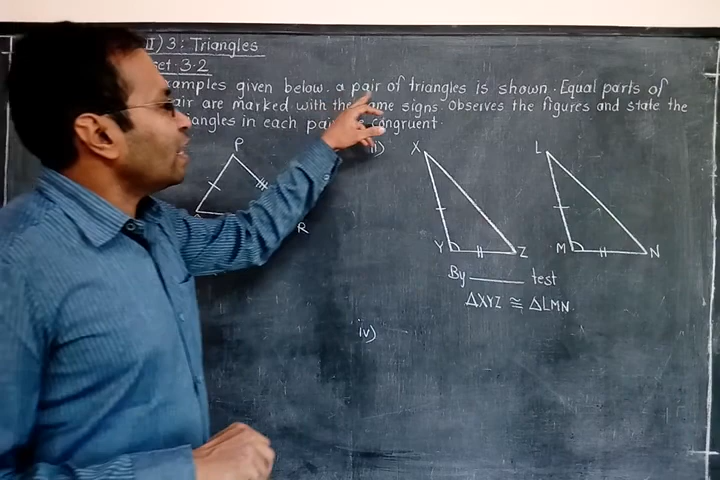 II) 3: Triangles
set 3.2
examples given below. a pair of triangles is shown. Equal parts of
pair are marked with the same signs. Observes the figures and state the
triangles in each pair congruent.
ii)
P
R
X
Y
Z
L
M
N
By ______ test
ΔXYZ ≅ ΔLMN
iv)